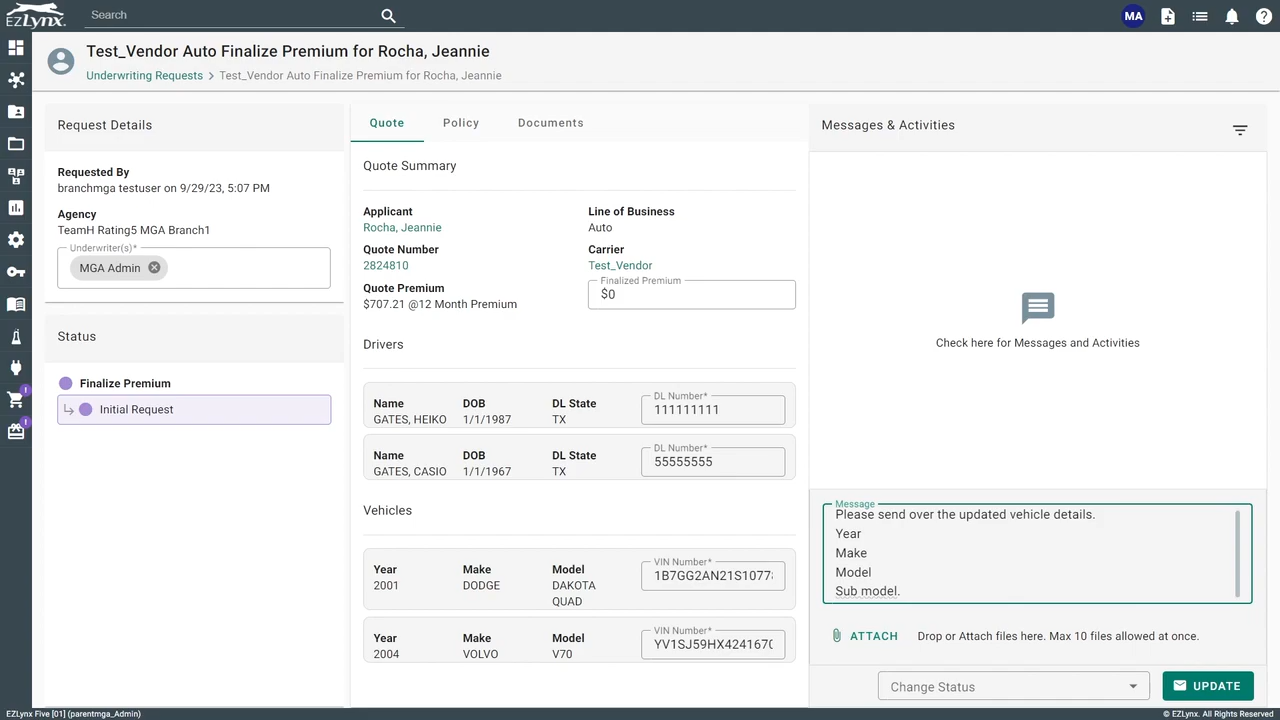 EZLynx
Search
MA
Test_Vendor Auto Finalize Premium for Rocha, Jeannie
Underwriting Requests > Test_Vendor Auto Finalize Premium for Rocha, Jeannie
Request Details
Requested By
branchmga testuser on 9/29/23, 5:07 PM
Agency
TeamH Rating5 MGA Branch1
Underwriter(s)*
MGA Admin
Status
Finalize Premium
Initial Request
Quote
Policy
Documents
Quote Summary
Applicant
Rocha, Jeannie
Line of Business
Auto
Quote Number
2824810
Carrier
Test_Vendor
Quote Premium
$707.21 @12 Month Premium
Finalized Premium
$0
Drivers
Name DOB DL State DL Number*
GATES, HEIKO 1/1/1987 TX 111111111
Name DOB DL State DL Number*
GATES, CASIO 1/1/1967 TX 55555555
Vehicles
Year Make Model VIN Number*
2001 DODGE DAKOTA QUAD 1B7GG2AN21S1077
Year Make Model VIN Number*
2004 VOLVO V70 YV1SJ59HX424167
Messages & Activities
Check here for Messages and Activities
Message
Please send over the updated vehicle details.
Year
Make
Model
Sub model.
ATTACH
Drop or Attach files here. Max 10 files allowed at once.
Change Status
UPDATE
EZLynx Five [01] (parentmga_Admin)
© EZLynx. All Rights Reserved